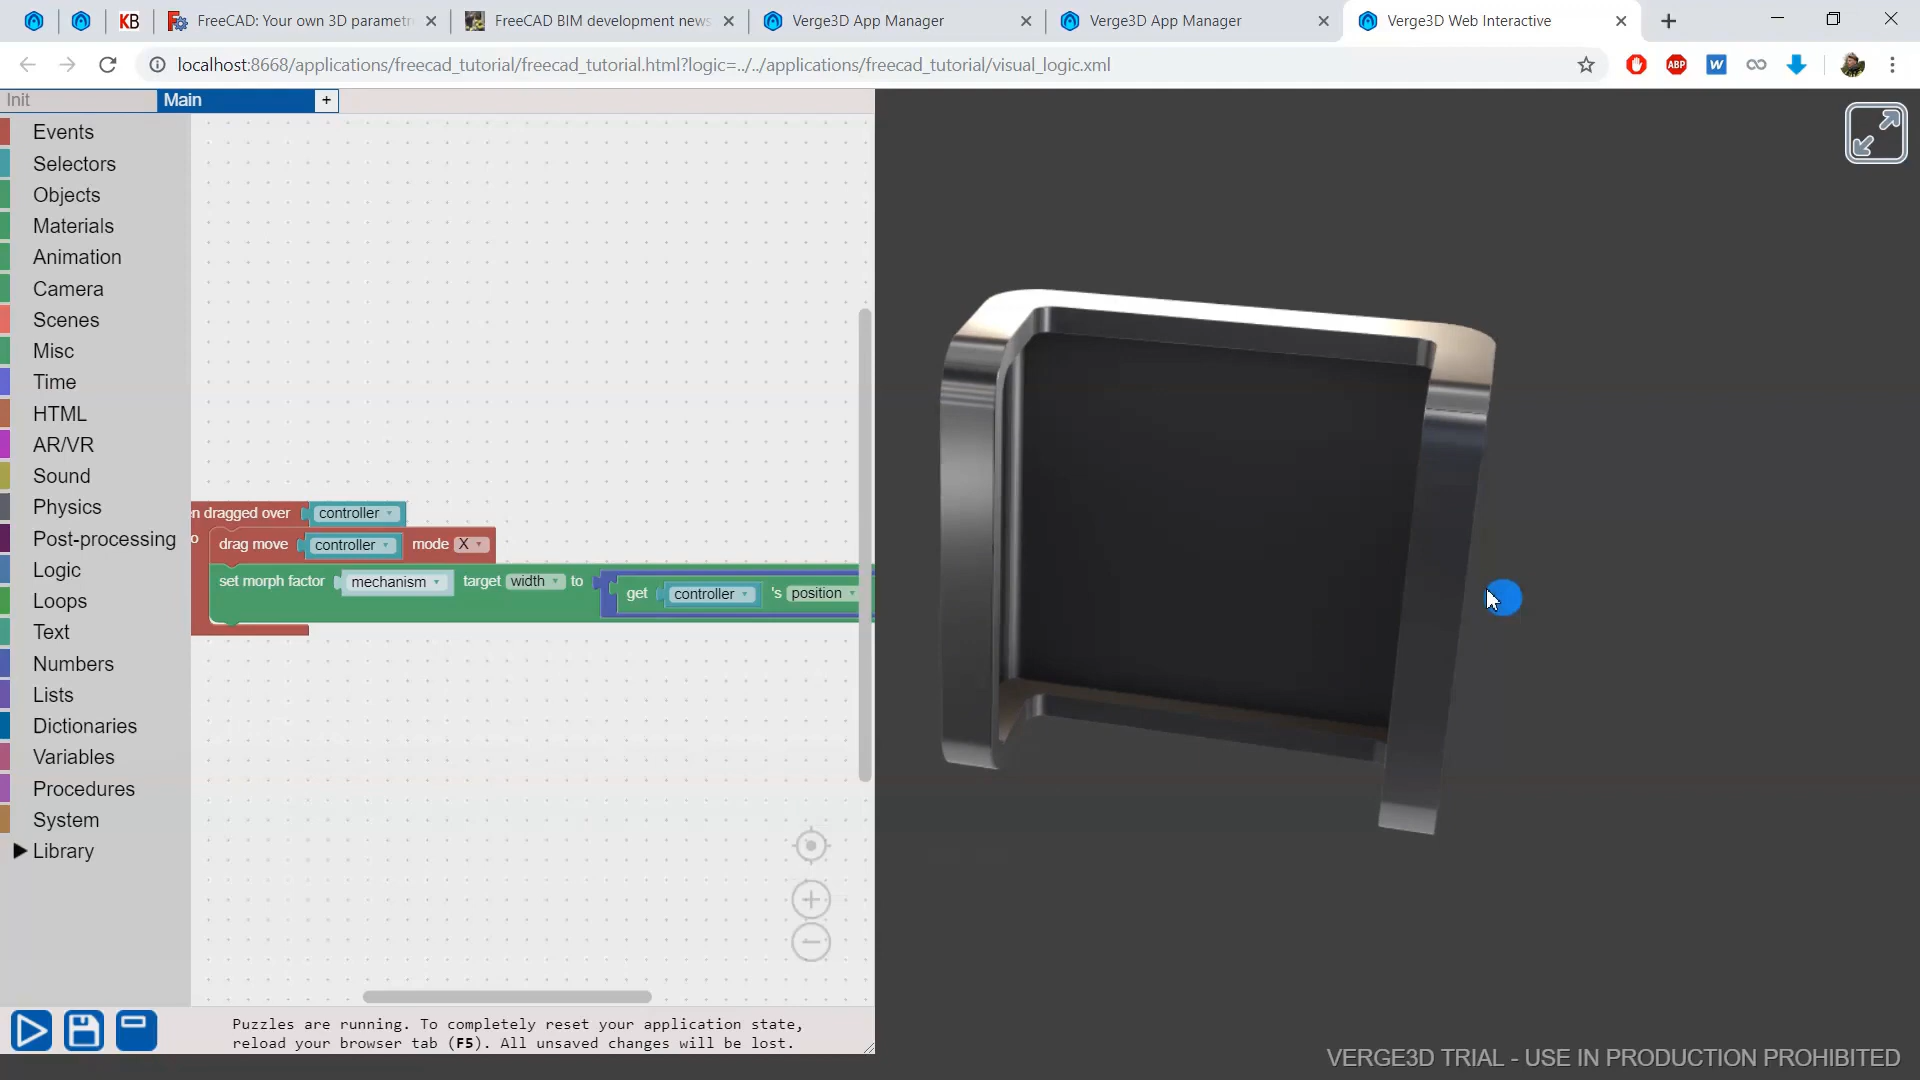 KB
FreeCAD: Your own 3D parametr
FreeCAD BIM development news
Verge3D App Manager
Verge3D App Manager
Verge3D Web Interactive
localhost:8668/applications/freecad_tutorial/freecad_tutorial.html?logic=../../applications/freecad_tutorial/visual_logic.xml
ABP
W
Init
Main
+
Events
Selectors
Objects
Materials
Animation
Camera
Scenes
Misc
Time
HTML
AR/VR
Sound
Physics
Post-processing
Logic
Loops
Text
Numbers
Lists
Dictionaries
Variables
Procedures
System
Library
n dragged over controller
o
drag move controller mode X
set morph factor mechanism target width to get controller 's position
Puzzles are running. To completely reset your application state,
reload your browser tab (F5). All unsaved changes will be lost.
VERGE3D TRIAL - USE IN PRODUCTION PROHIBITED